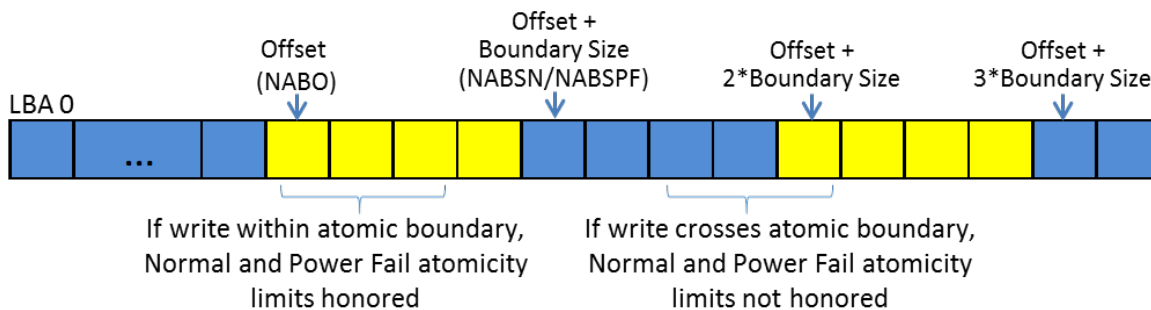 Offset
(NABO)
Offset +
Boundary Size
(NABSN/NABSPF)
Offset +
2*Boundary Size
Offset +
3*Boundary Size
LBA 0
...
If write within atomic boundary,
Normal and Power Fail atomicity
limits honored
If write crosses atomic boundary,
Normal and Power Fail atomicity
limits not honored